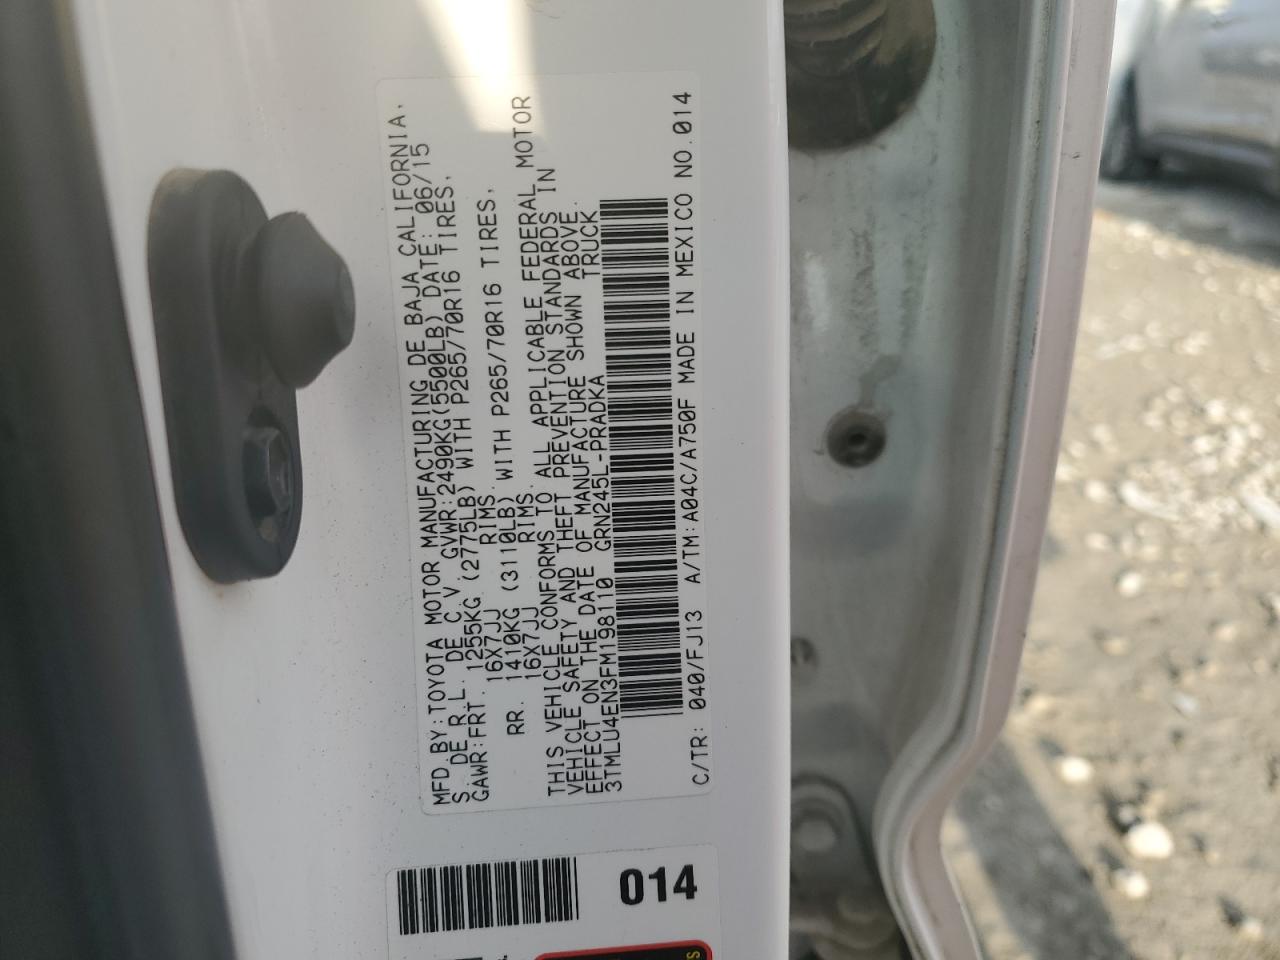 MFD.BY:TOYOTA MOTOR MANUFACTURING DE BAJA CALIFORNIA.
S. DE R.L. DE C.V. GVWR:2490KG(5500LB) DATE: 06/15
GAWR:FRT. 1255KG (2775LB) WITH P265/70R16 TIRES.
16X7JJ RIMS.
RR. 1410KG (3110LB) WITH P265/70R16 TIRES.
16X7JJ RIMS.
THIS VEHICLE CONFORMS TO ALL APPLICABLE FEDERAL MOTOR
VEHICLE SAFETY AND THEFT PREVENTION STANDARDS IN
EFFECT ON THE DATE OF MANUFACTURE SHOWN ABOVE.
3TMLU4EN3FM198110 GRN245L-PRADKA TRUCK
C/TR: 040/FJ13 A/TM:A04C/A750F MADE IN MEXICO NO.014
014